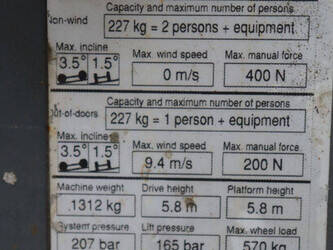 Capacity and maximum number of persons
Non-wind 227 kg = 2 persons + equipment
Max. incline Max. wind speed Max. manual force
3.5° 1.5° 0 m/s 400 N
Capacity and maximum number of persons
Out-of-doors 227 kg = 1 person + equipment
Max. incline Max. wind speed Max. manual force
3.5° 1.5° 9.4 m/s 200 N
Machine weight Drive height Platform height
1312 kg 5.8 m 5.8 m
System pressure Lift pressure Max. wheel load
207 bar 165 bar 570 kg